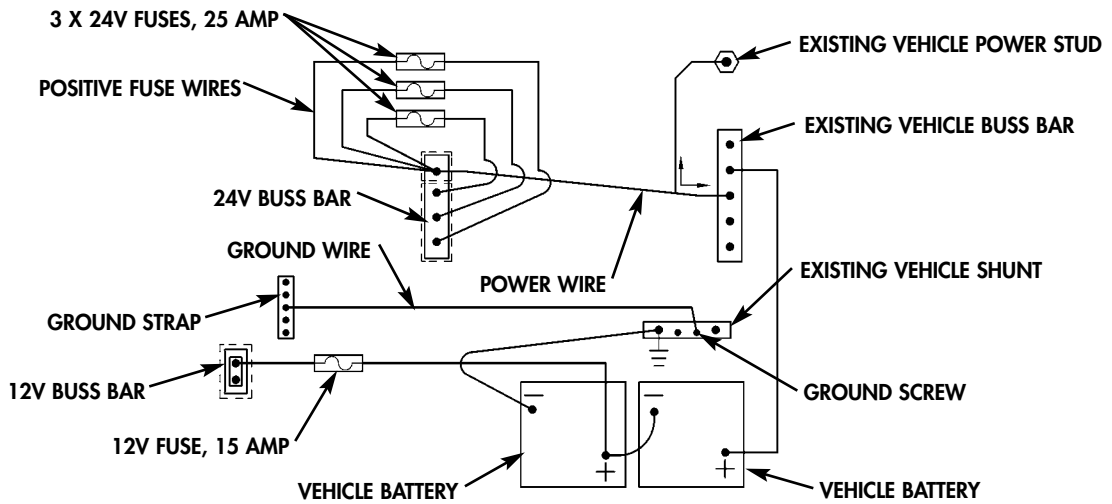 3 X 24V FUSES, 25 AMP
EXISTING VEHICLE POWER STUD
POSITIVE FUSE WIRES
EXISTING VEHICLE BUSS BAR
24V BUSS BAR
GROUND WIRE
POWER WIRE
EXISTING VEHICLE SHUNT
GROUND STRAP
12V BUSS BAR
GROUND SCREW
12V FUSE, 15 AMP
VEHICLE BATTERY
VEHICLE BATTERY